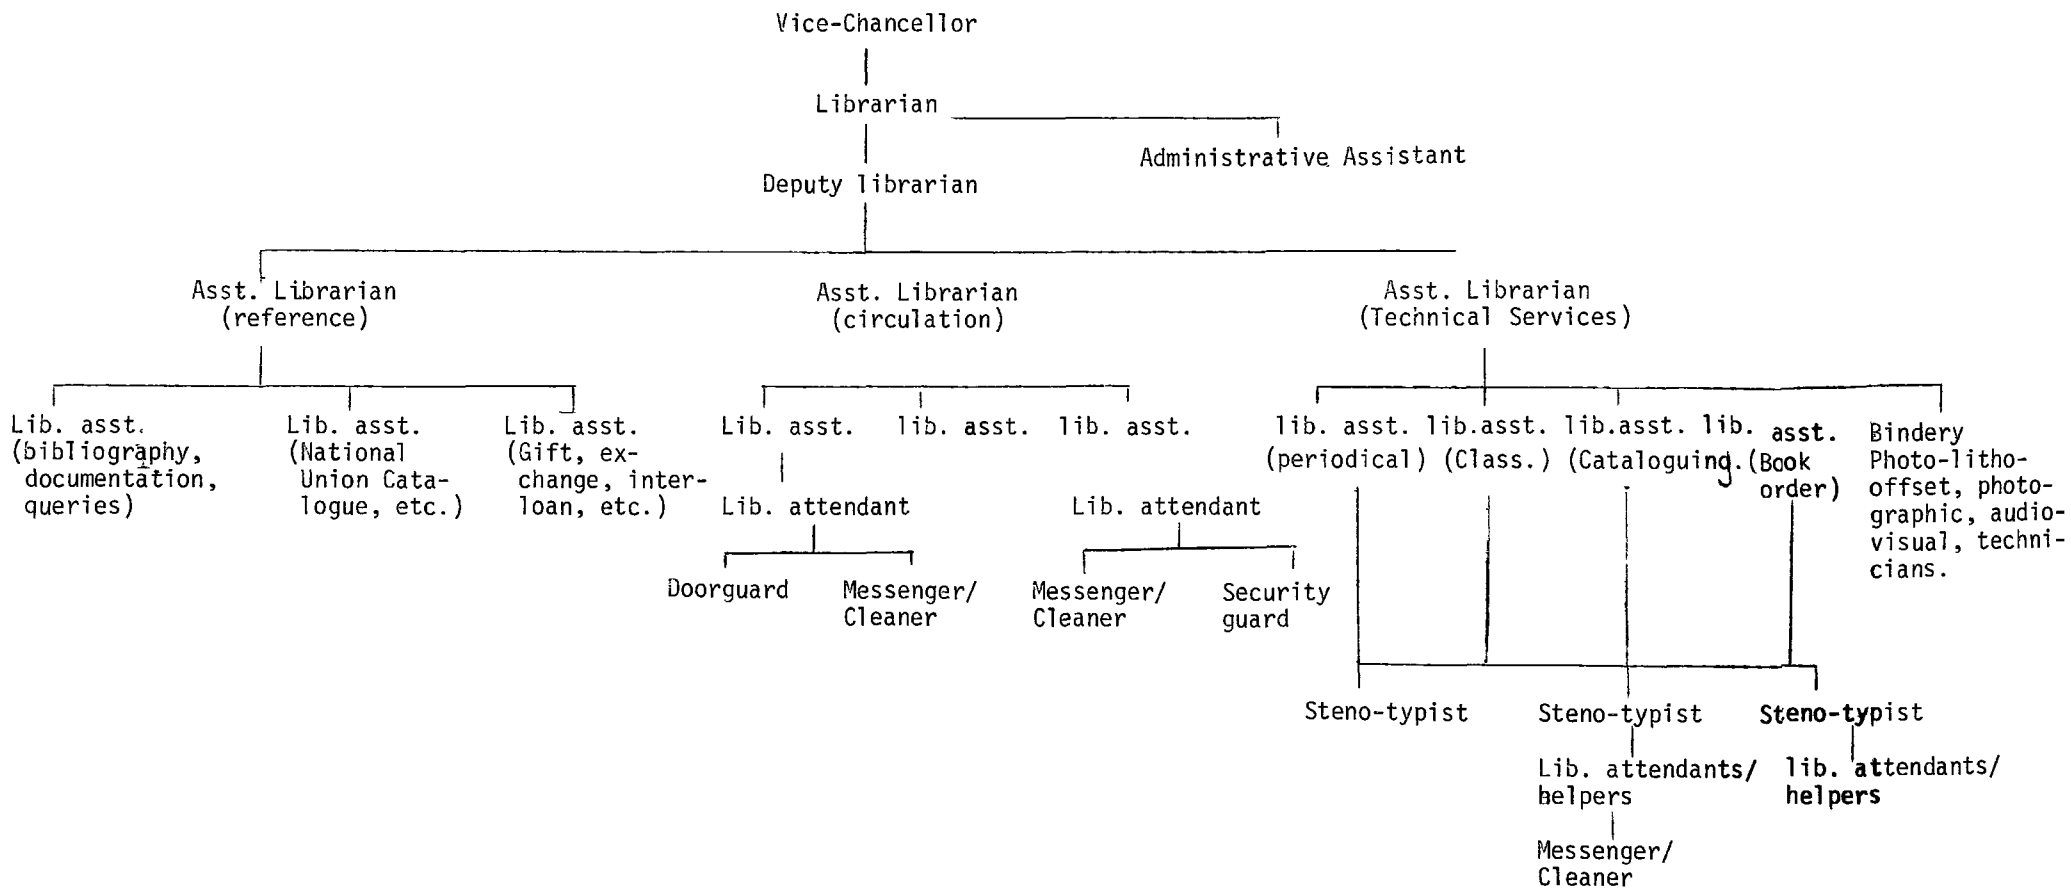 Vice-Chancellor
Librarian
Administrative Assistant
Deputy librarian
Asst. Librarian
(reference)
Asst. Librarian
(circulation)
Asst. Librarian
(Technical Services)
Lib. asst.
(bibliography,
documentation,
queries)
Lib. asst.
(National
Union Cata-
logue, etc.)
Lib. asst.
(Gift, ex-
change, inter-
loan, etc.)
Lib. asst.
lib. asst.
lib. asst.
lib. asst.
(periodical)
lib.asst.
(Class.)
lib.asst.
(Cataloguing.
lib. asst.
(Book
order)
Bindery
Photo-litho-
offset, photo-
graphic, audio-
visual, techni-
cians.
Lib. attendant
Lib. attendant
Doorguard
Messenger/
Cleaner
Messenger/
Cleaner
Security
guard
Steno-typist
Steno-typist
Steno-typist
Lib. attendants/
helpers
lib. attendants/
helpers
Messenger/
Cleaner